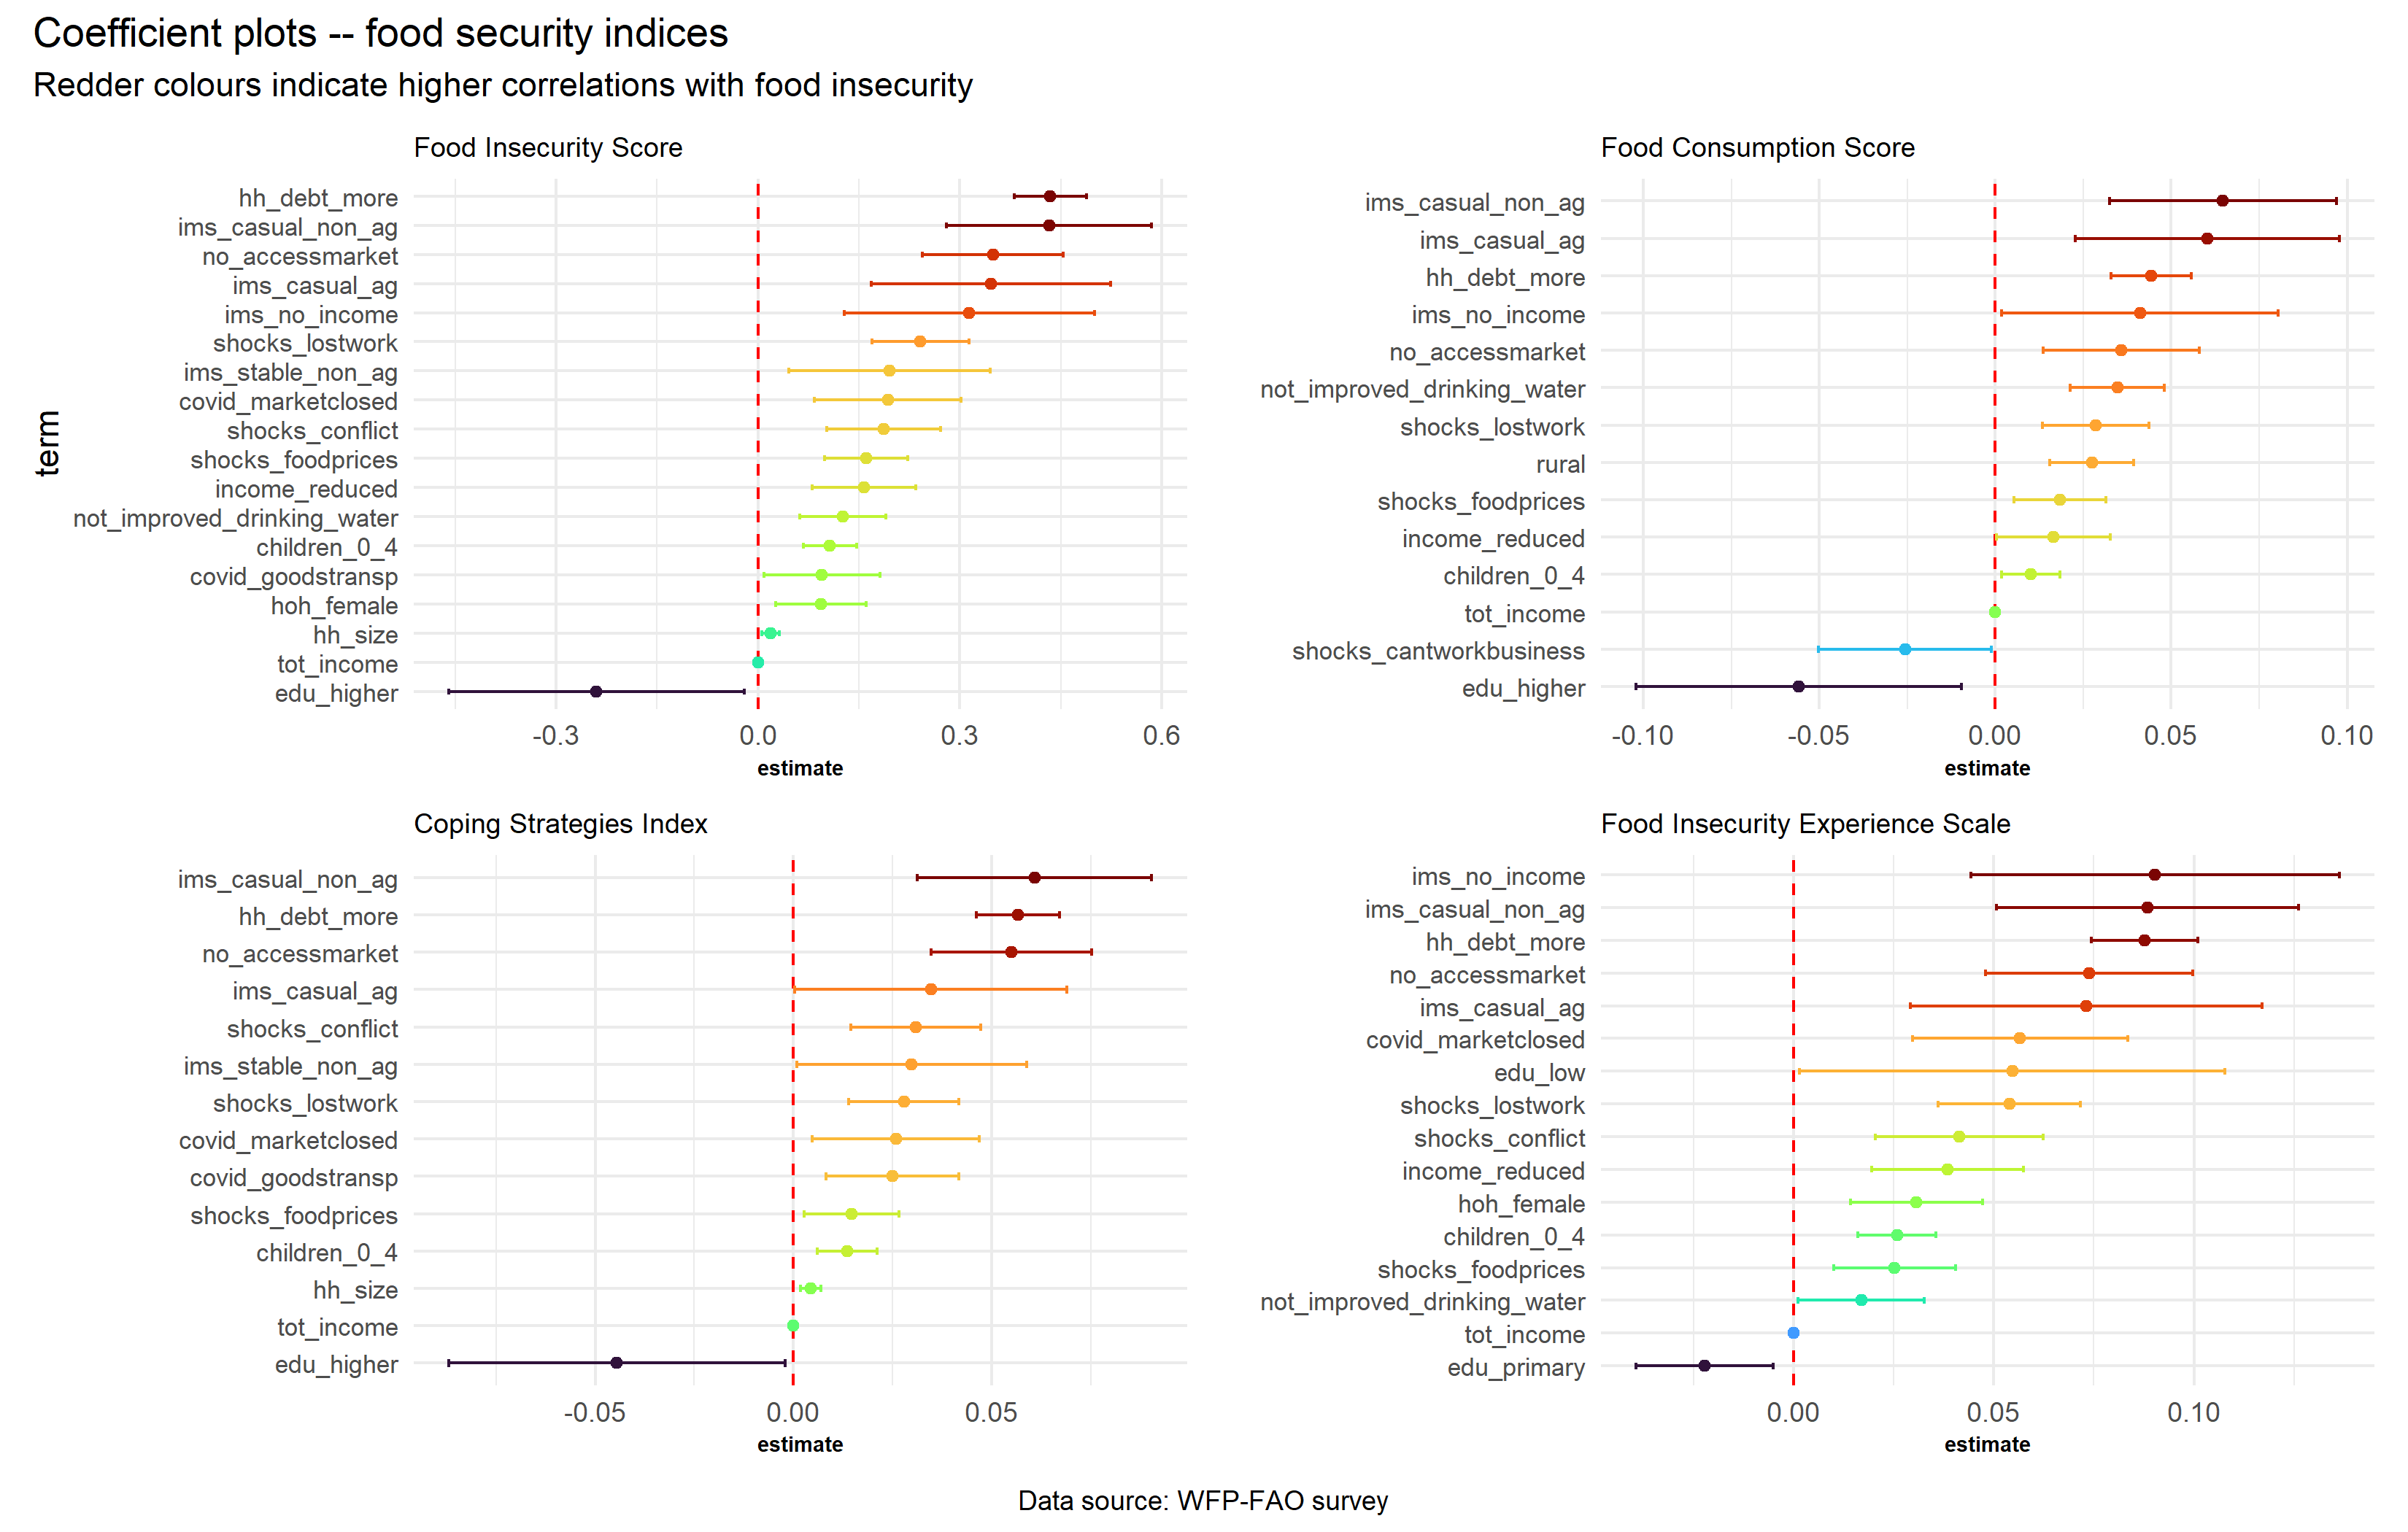 Coefficient plots -- food security indices
Redder colours indicate higher correlations with food insecurity
term
Food Insecurity Score
hh_debt_more
ims_casual_non_ag
no_accessmarket
ims_casual_ag
ims_no_income
shocks_lostwork
ims_stable_non_ag
covid_marketclosed
shocks_conflict
shocks_foodprices
income_reduced
not_improved_drinking_water
children_0_4
covid_goodstransp
hoh_female
hh_size
tot_income
edu_higher
-0.3 0.0 0.3 0.6
estimate
Food Consumption Score
ims_casual_non_ag
ims_casual_ag
hh_debt_more
ims_no_income
no_accessmarket
not_improved_drinking_water
shocks_lostwork
rural
shocks_foodprices
income_reduced
children_0_4
tot_income
shocks_cantworkbusiness
edu_higher
-0.10 -0.05 0.00 0.05 0.10
estimate
Coping Strategies Index
ims_casual_non_ag
hh_debt_more
no_accessmarket
ims_casual_ag
shocks_conflict
ims_stable_non_ag
shocks_lostwork
covid_marketclosed
covid_goodstransp
shocks_foodprices
children_0_4
hh_size
tot_income
edu_higher
-0.05 0.00 0.05
estimate
Food Insecurity Experience Scale
ims_no_income
ims_casual_non_ag
hh_debt_more
no_accessmarket
ims_casual_ag
covid_marketclosed
edu_low
shocks_lostwork
shocks_conflict
income_reduced
hoh_female
children_0_4
shocks_foodprices
not_improved_drinking_water
tot_income
edu_primary
0.00 0.05 0.10
estimate
Data source: WFP-FAO survey